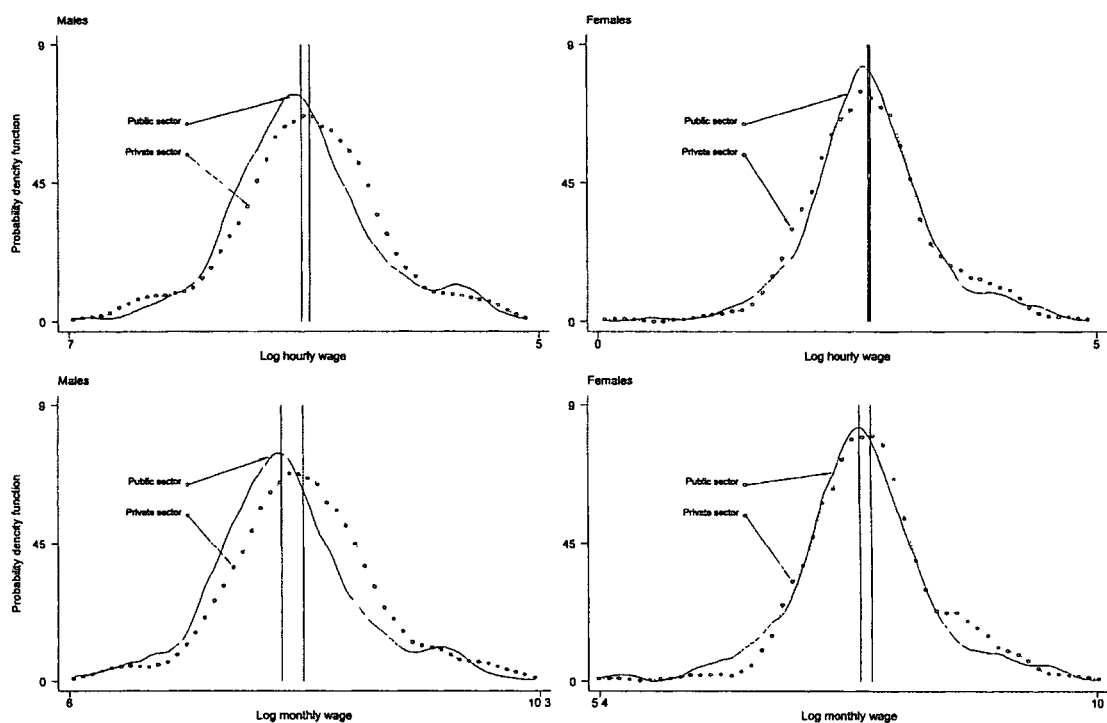 Males
Females
9
9
Public sector
Public sector
Private sector
Private sector
Probability dencity function
45
45
0
0
7
5
0
5
Log hourly wage
Log hourly wage
Males
Females
9
9
Public sector
Public sector
Private sector
Private sector
Probability dencity function
45
45
0
0
6
10 3
5 4
10
Log monthly wage
Log monthly wage